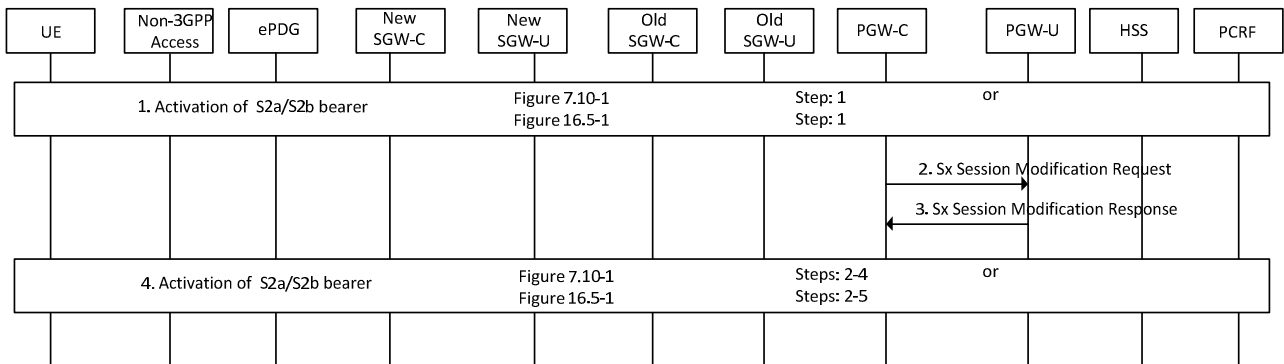 UE
Non-3GPP
Access
ePDG
New
SGW-C
New
SGW-U
Old
SGW-C
Old
SGW-U
PGW-C
PGW-U
HSS
PCRF
1. Activation of S2a/S2b bearer
Figure 7.10-1 Step: 1 or
Figure 16.5-1 Step: 1
2. Sx Session Modification Request
3. Sx Session Modification Response
4. Activation of S2a/S2b bearer
Figure 7.10-1 Steps: 2-4 or
Figure 16.5-1 Steps: 2-5